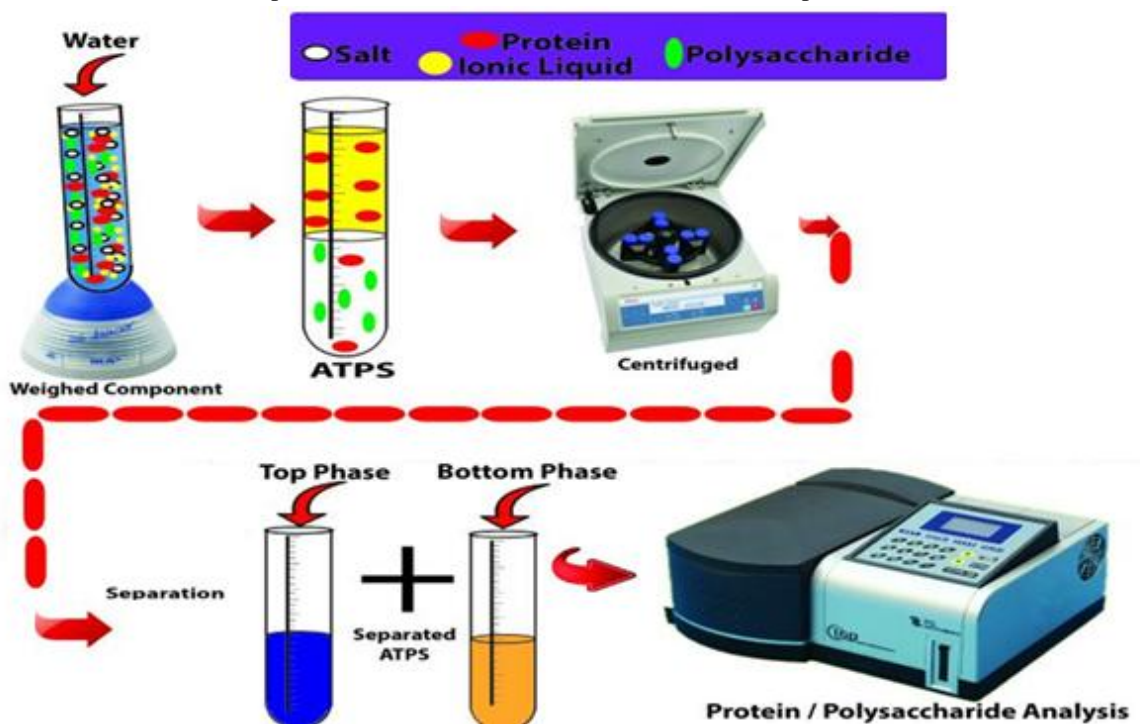 Water
Salt
Protein
Ionic Liquid
Polysaccharide
Weighed Component
ATPS
Centrifuged
Top Phase
Bottom Phase
Separation
Separated
ATPS
Protein / Polysaccharide Analysis